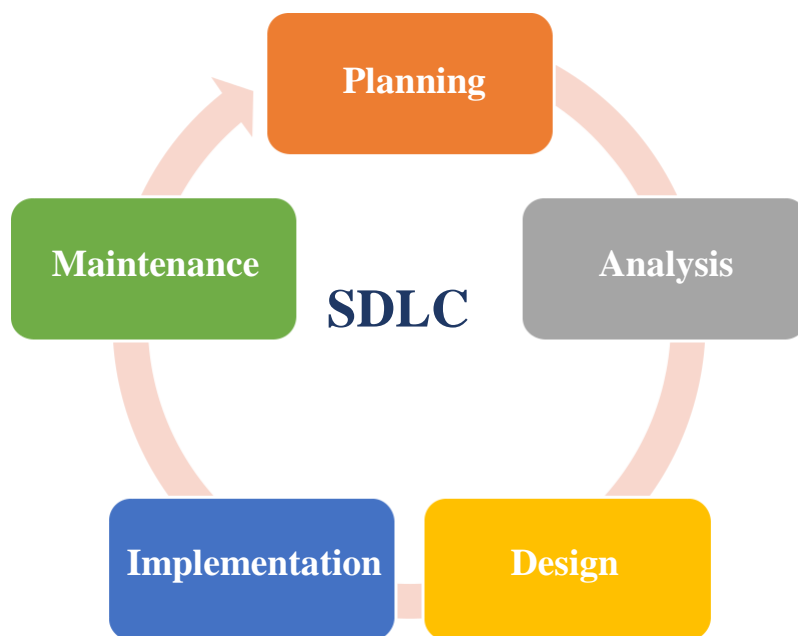 Planning
Analysis
Design
Implementation
Maintenance
SDLC